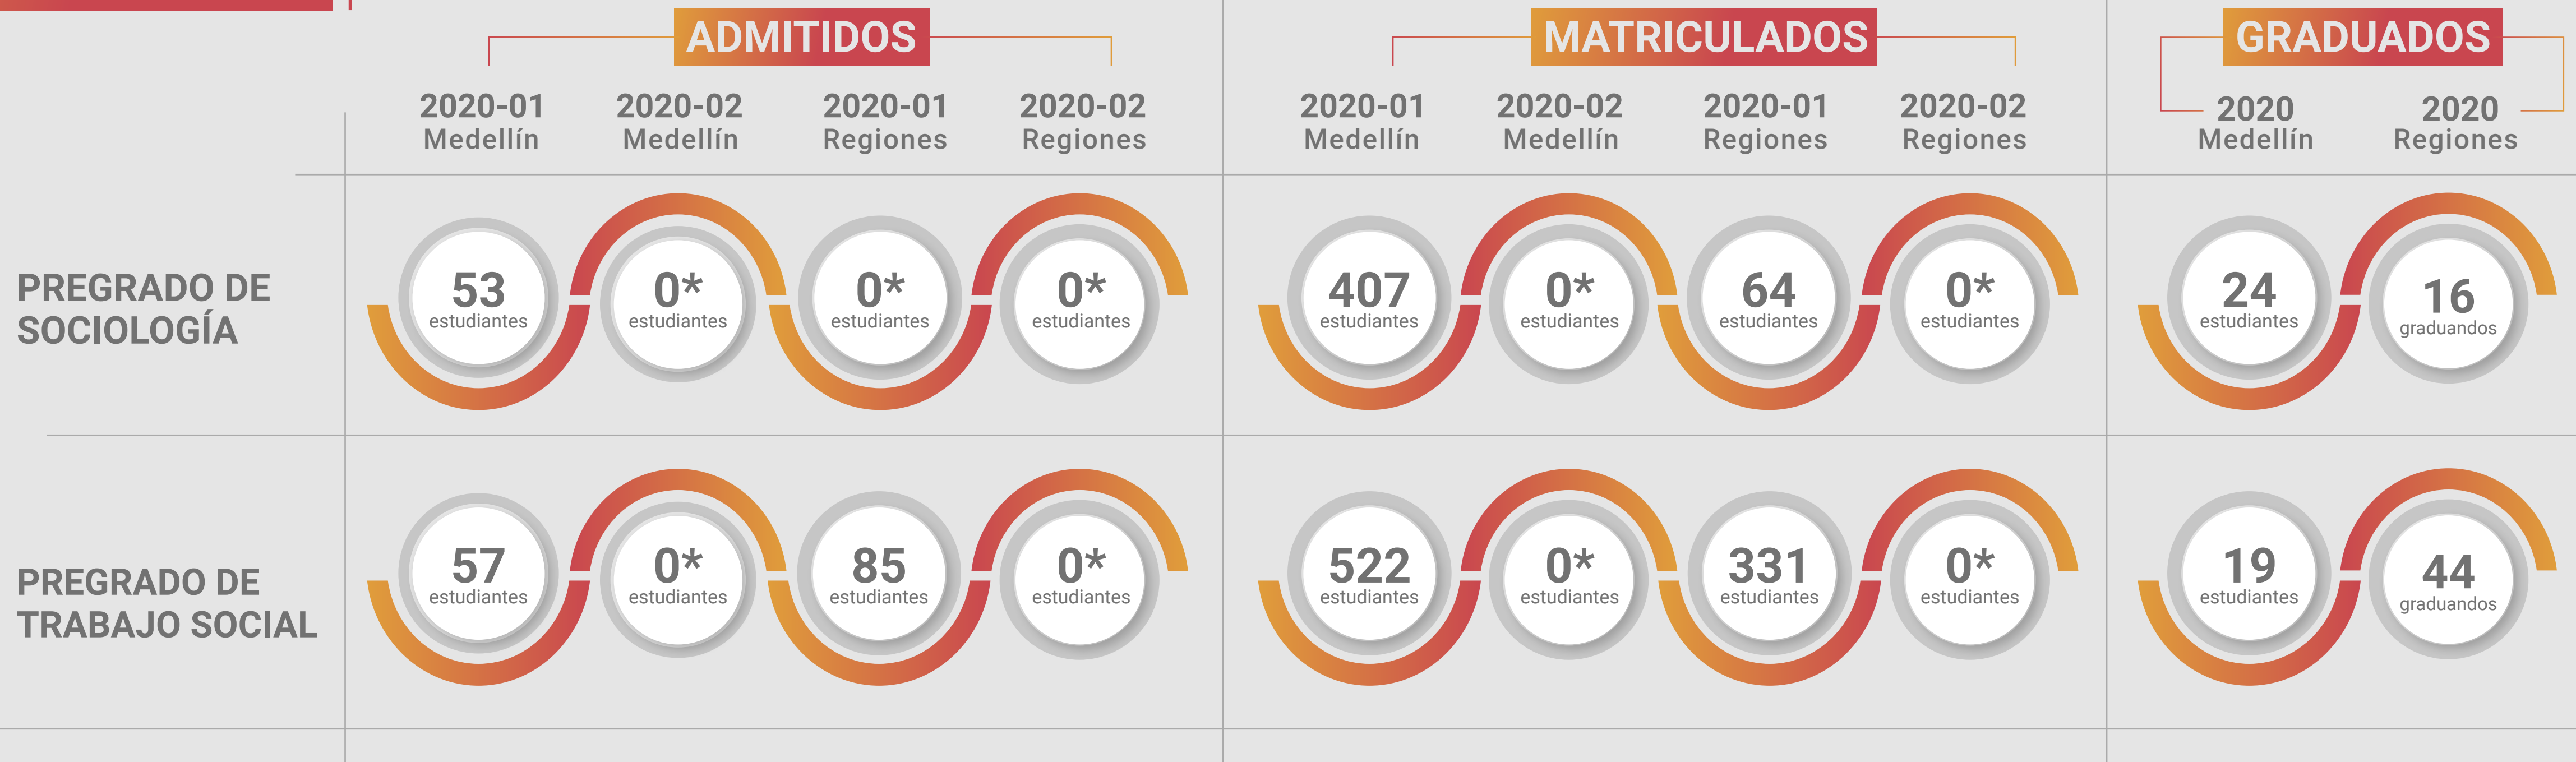 ADMITIDOS
MATRICULADOS
GRADUADOS
2020-01 2020-02 2020-01 2020-02
Medellín Medellín Regiones Regiones
2020-01 2020-02 2020-01 2020-02
Medellín Medellín Regiones Regiones
2020 2020
Medellín Regiones
PREGRADO DE
SOCIOLOGÍA
53 0* 0* 0*
estudiantes estudiantes estudiantes estudiantes
407 0* 64 0*
estudiantes estudiantes estudiantes estudiantes
24 16
estudiantes graduandos
PREGRADO DE
TRABAJO SOCIAL
57 0* 85 0*
estudiantes estudiantes estudiantes estudiantes
522 0* 331 0*
estudiantes estudiantes estudiantes estudiantes
19 44
estudiantes graduandos